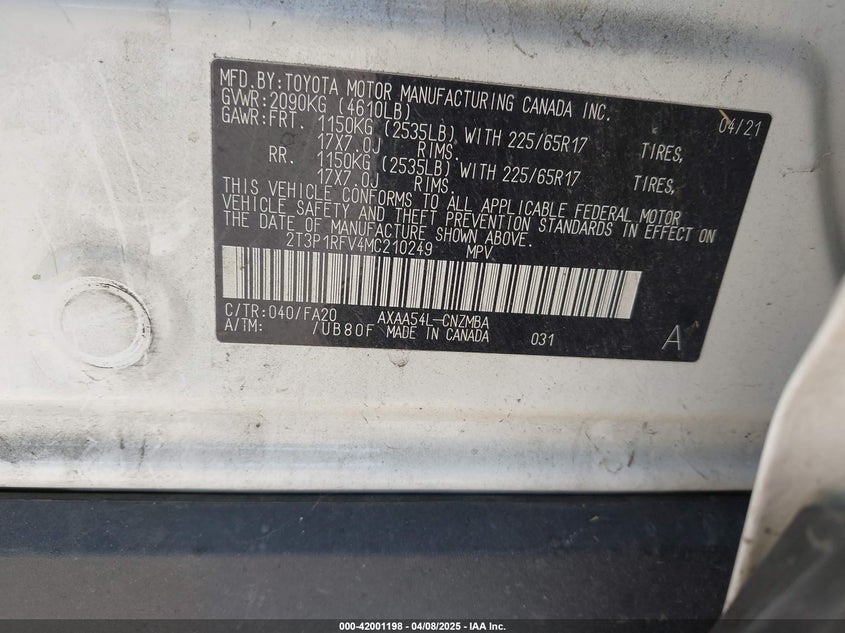 MFD. BY: TOYOTA MOTOR MANUFACTURING CANADA INC. 04/21
GVWR: 2090KG (4610LB)
GAWR: FRT. 1150KG (2535LB) WITH 225/65R17 TIRES,
17X7.0J RIMS.
RR. 1150KG (2535LB) WITH 225/65R17 TIRES,
17X7.0J RIMS.
THIS VEHICLE CONFORMS TO ALL APPLICABLE FEDERAL MOTOR
VEHICLE SAFETY AND THEFT PREVENTION STANDARDS IN EFFECT ON
THE DATE OF MANUFACTURE SHOWN ABOVE.
2T3P1RFV4MC210249 MPV
C/TR: 040/FA20 AXAA54L-CNZMBA
A/TM: /UB80F MADE IN CANADA 031 A
000-42001198 - 04/08/2025 - IAA Inc.